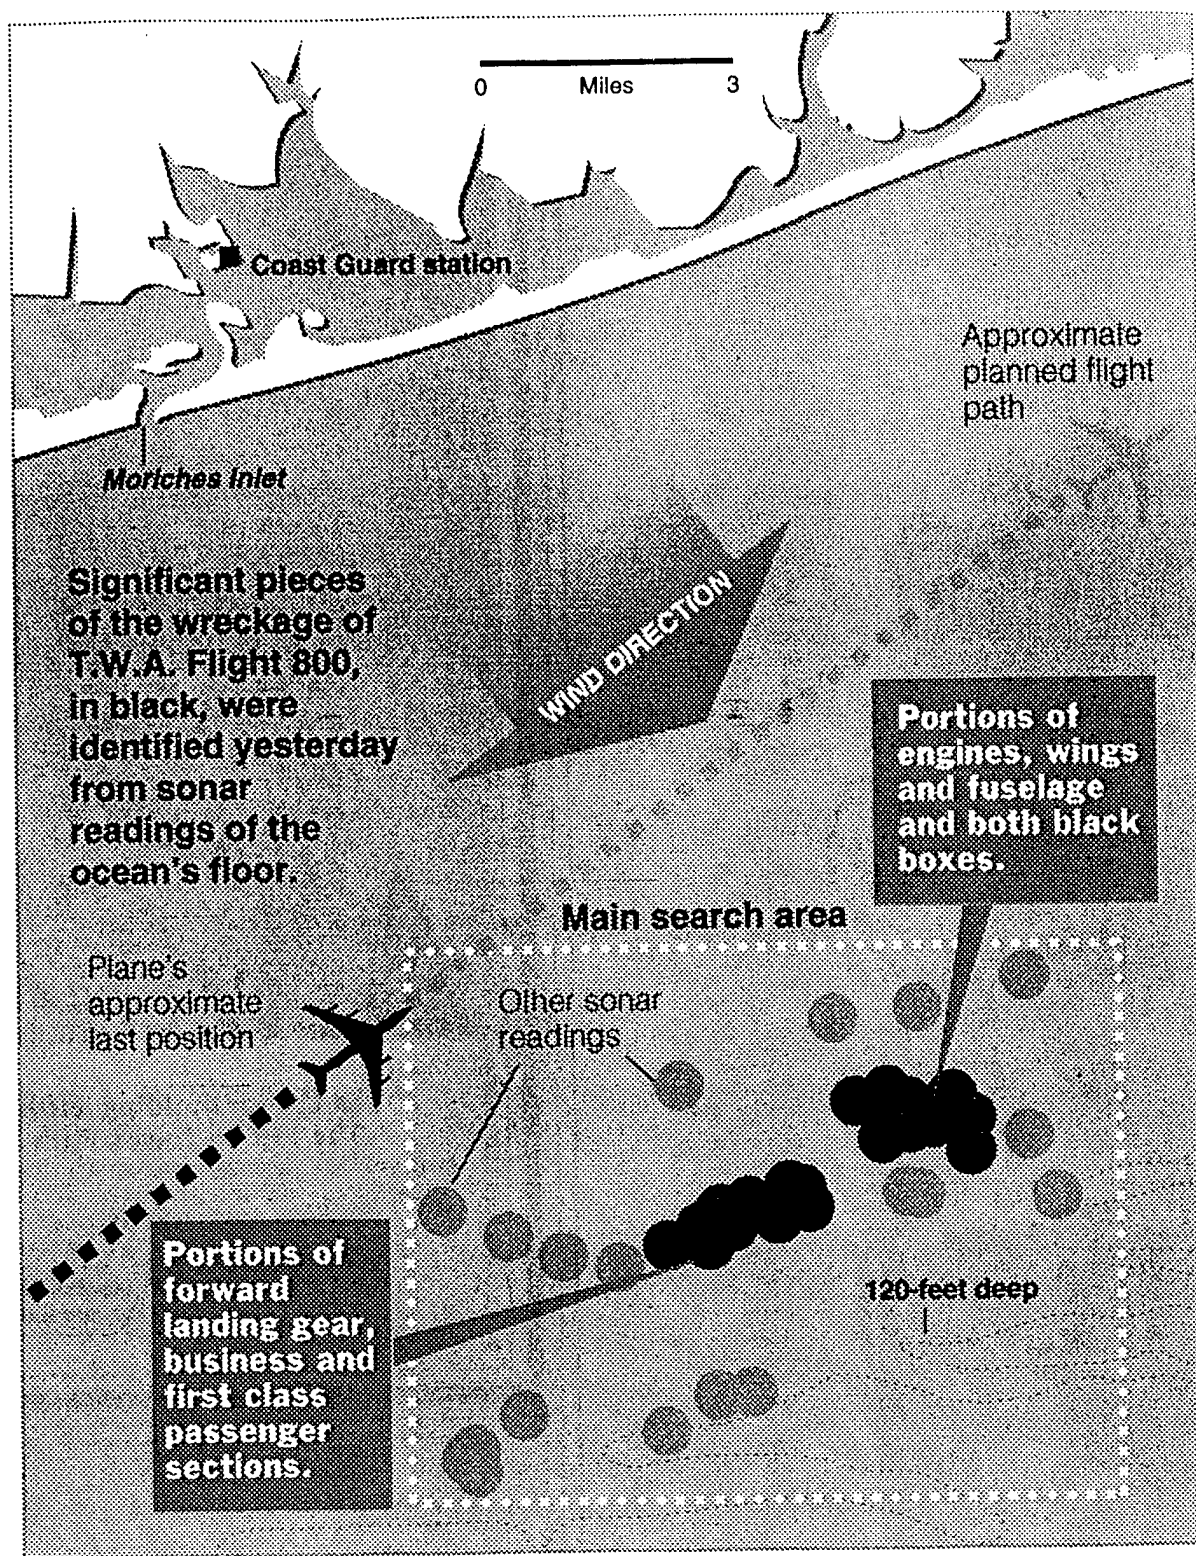 0 Miles 3
Coast Guard station
Approximate
planned flight
path
Moriches Inlet
Significant pieces
of the wreckage of
T.W.A. Flight 800,
in black, were
identified yesterday
from sonar
readings of the
ocean's floor.
WIND DIRECTION
Portions of
engines, wings
and fuselage
and both black
boxes.
Main search area
Plane's
approximate
last position
Other sonar
readings
120-feet deep
Portions of
forward
landing gear,
business and
first class
passenger
sections.